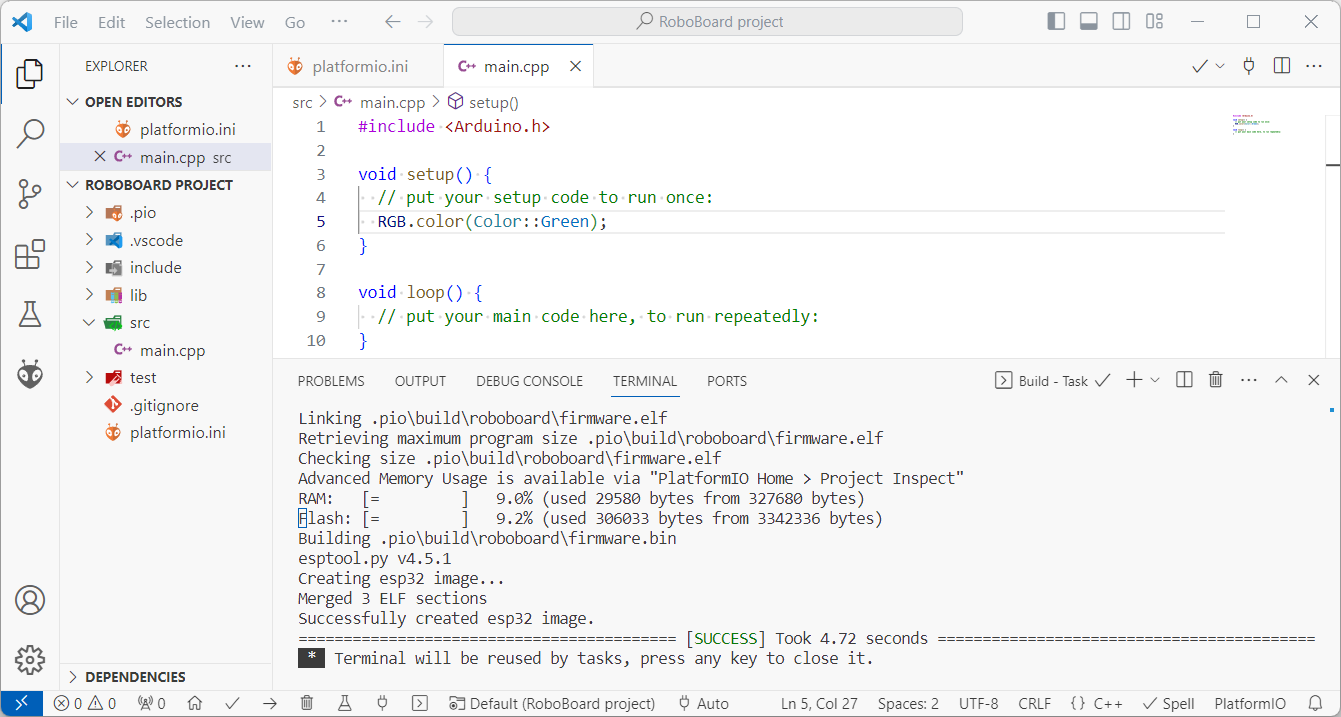 File Edit Selection View Go ··· RoboBoard project
EXPLORER ···
OPEN EDITORS
platformio.ini
main.cpp src
ROBOBOARD PROJECT
.pio
.vscode
include
lib
src
main.cpp
test
.gitignore
platformio.ini
DEPENDENCIES
platformio.ini main.cpp
src > main.cpp > setup()
1 #include <Arduino.h>
2
3 void setup() {
4 // put your setup code to run once:
5 RGB.color(Color::Green);
6 }
7
8 void loop() {
9 // put your main code here, to run repeatedly:
10 }
PROBLEMS OUTPUT DEBUG CONSOLE TERMINAL PORTS Build - Task
Linking .pio\build\roboboard\firmware.elf
Retrieving maximum program size .pio\build\roboboard\firmware.elf
Checking size .pio\build\roboboard\firmware.elf
Advanced Memory Usage is available via "PlatformIO Home > Project Inspect"
RAM: [= ] 9.0% (used 29580 bytes from 327680 bytes)
Flash: [= ] 9.2% (used 306033 bytes from 3342336 bytes)
Building .pio\build\roboboard\firmware.bin
esptool.py v4.5.1
Creating esp32 image...
Merged 3 ELF sections
Successfully created esp32 image.
========================================== [SUCCESS] Took 4.72 seconds ==========================================
* Terminal will be reused by tasks, press any key to close it.
0 0 0 Default (RoboBoard project) Auto Ln 5, Col 27 Spaces: 2 UTF-8 CRLF {} C++ Spell PlatformIO